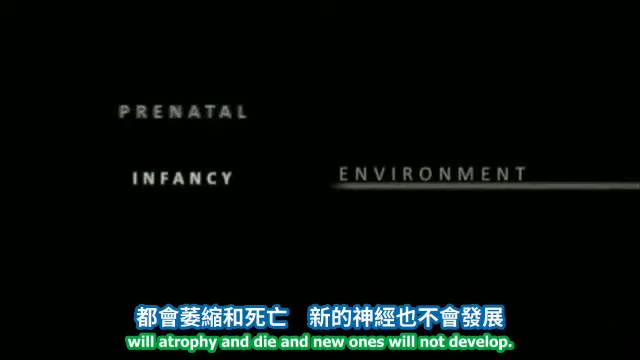 PRENATAL
INFANCY
ENVIRONMENT
都會萎縮和死亡 新的神經也不會發展
will atrophy and die and new ones will not develop.